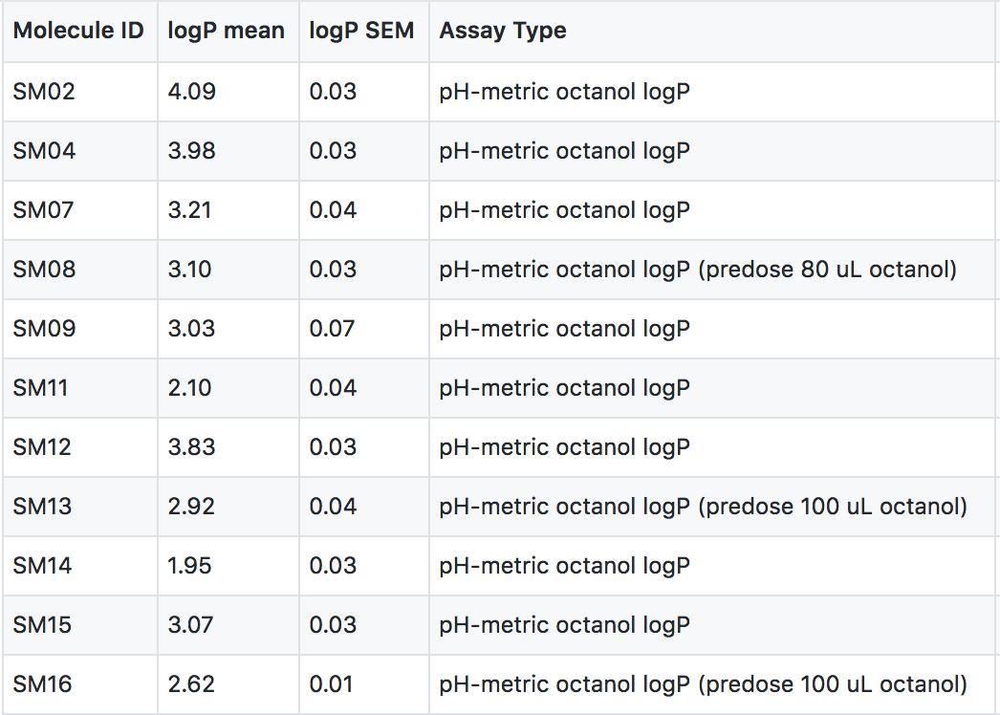 Molecule ID logP mean logP SEM Assay Type
SM02 4.09 0.03 pH-metric octanol logP
SM04 3.98 0.03 pH-metric octanol logP
SM07 3.21 0.04 pH-metric octanol logP
SM08 3.10 0.03 pH-metric octanol logP (predose 80 uL octanol)
SM09 3.03 0.07 pH-metric octanol logP
SM11 2.10 0.04 pH-metric octanol logP
SM12 3.83 0.03 pH-metric octanol logP
SM13 2.92 0.04 pH-metric octanol logP (predose 100 uL octanol)
SM14 1.95 0.03 pH-metric octanol logP
SM15 3.07 0.03 pH-metric octanol logP
SM16 2.62 0.01 pH-metric octanol logP (predose 100 uL octanol)